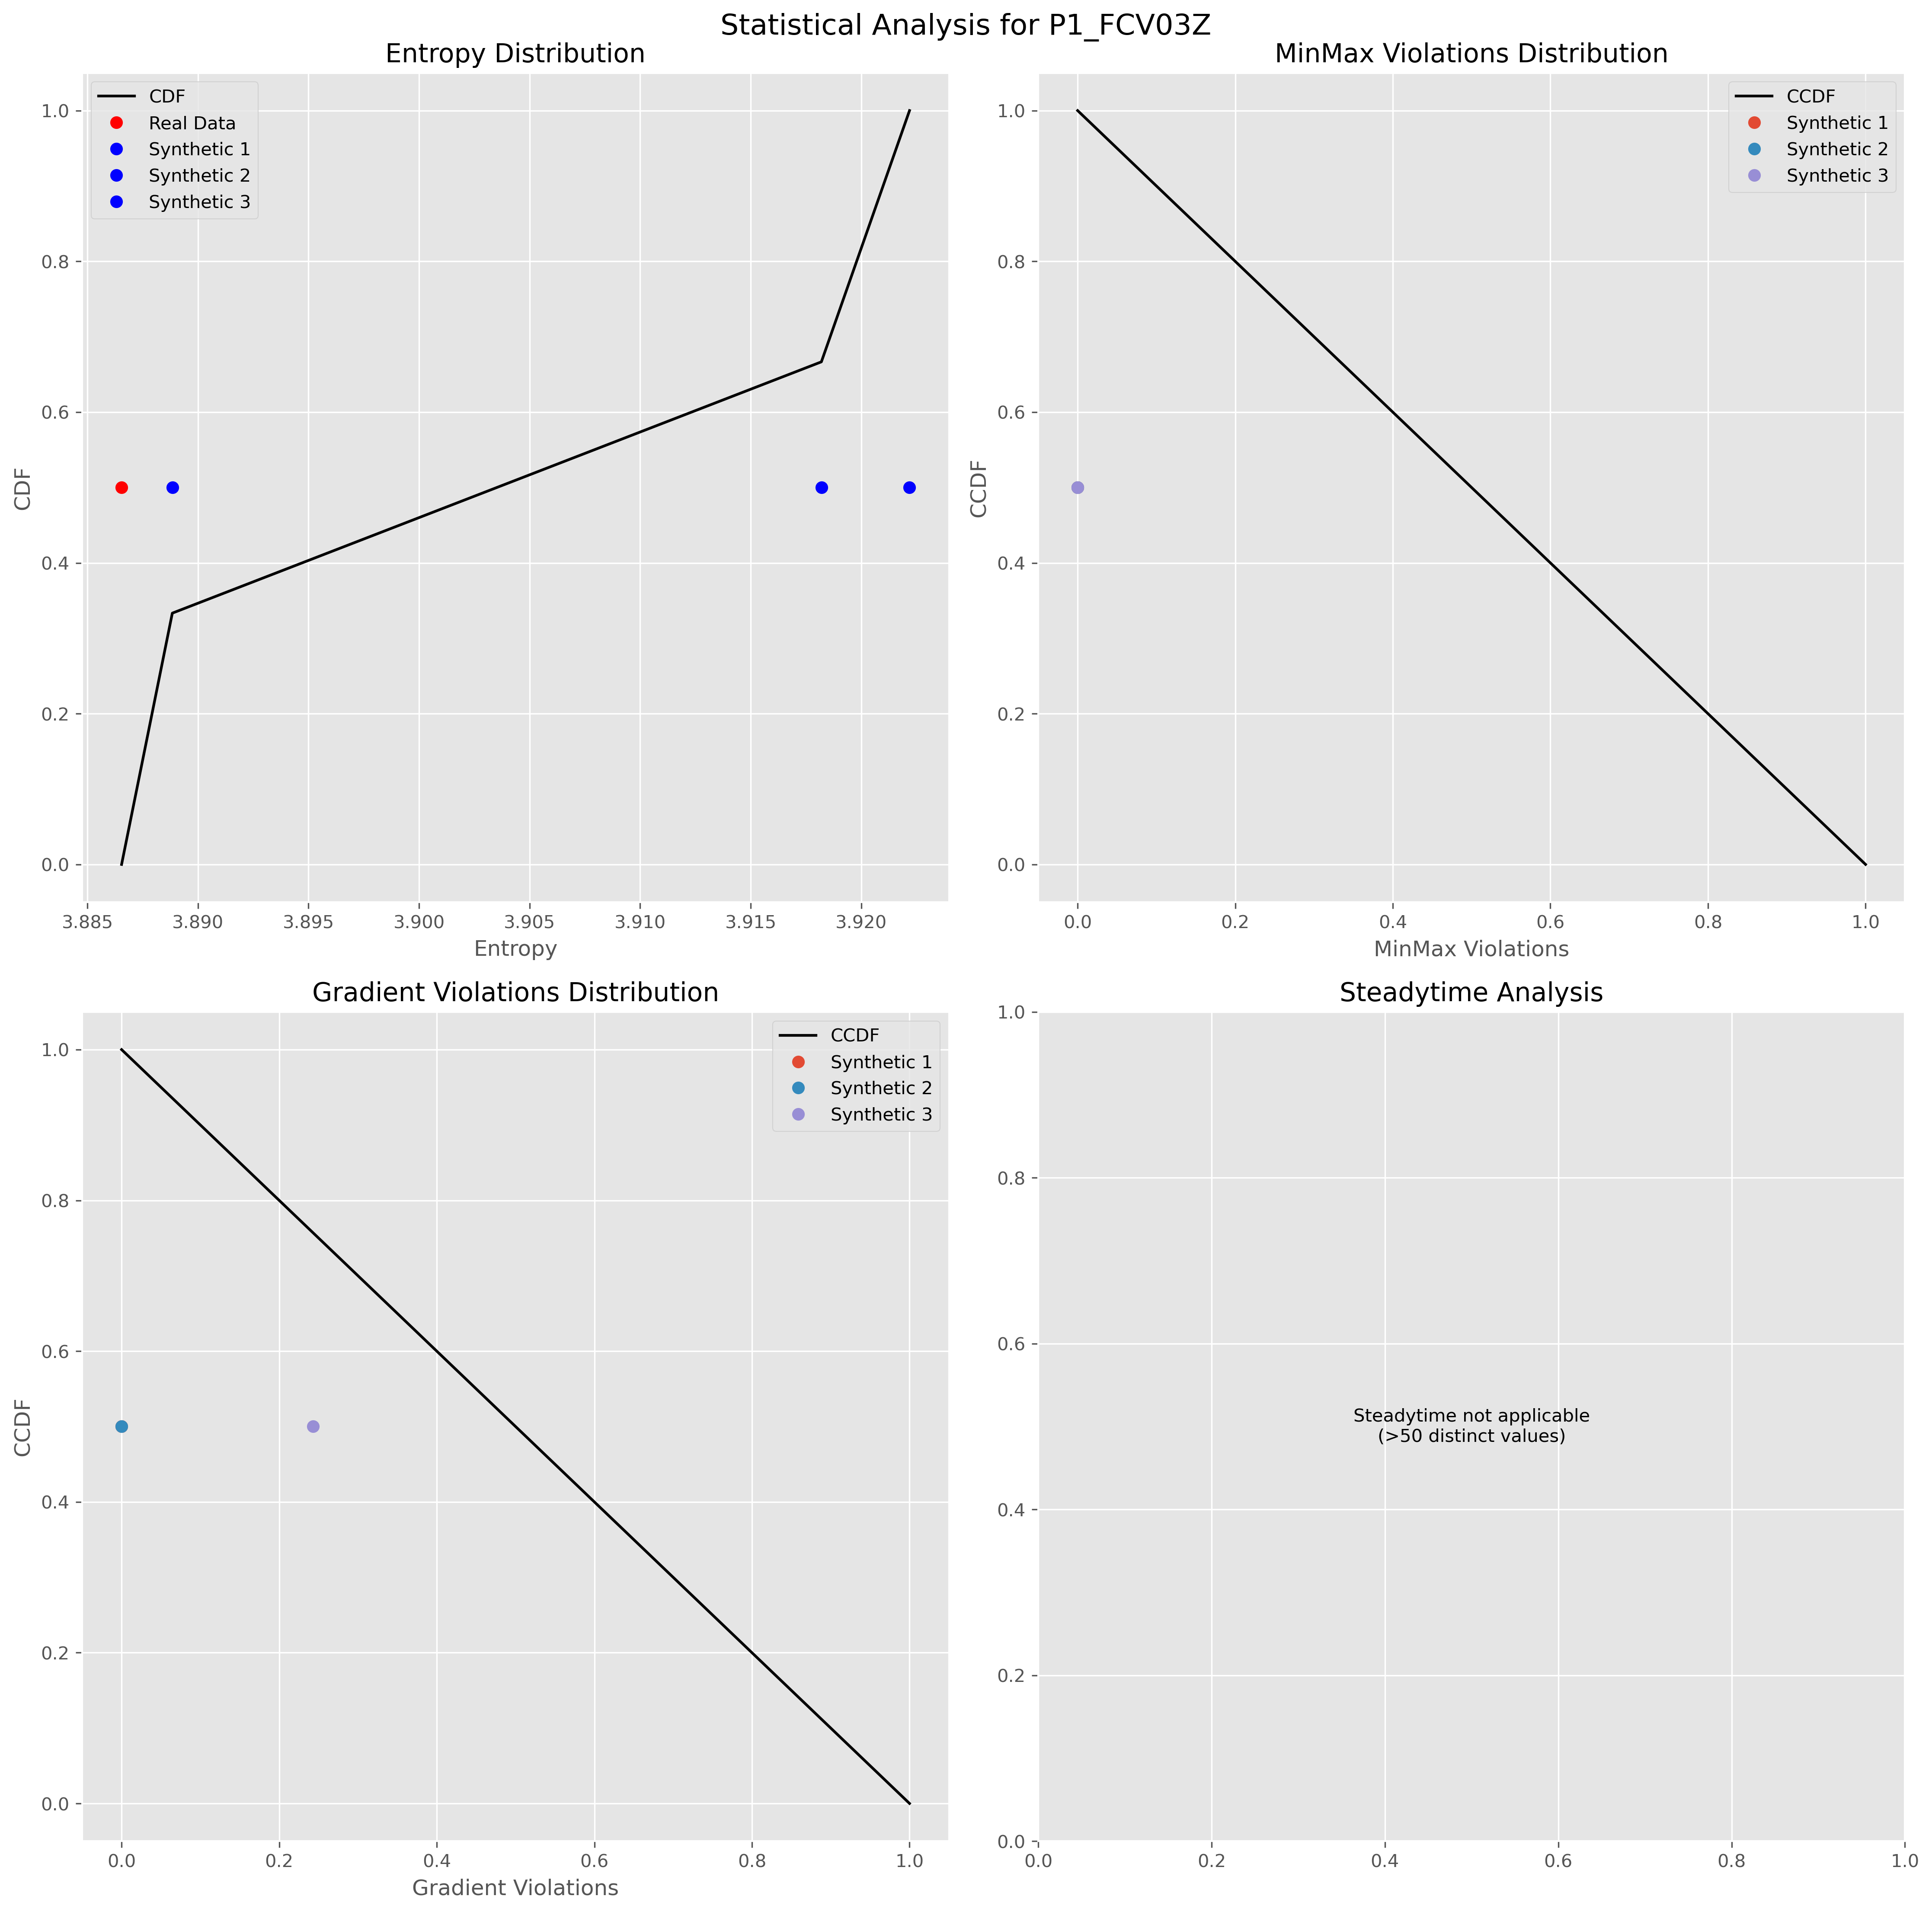 Statistical Analysis for P1_FCV03Z
Entropy Distribution
CDF
Real Data
Synthetic 1
Synthetic 2
Synthetic 3
1.0
0.8
0.6
0.4
0.2
0.0
CDF
3.885 3.890 3.895 3.900 3.905 3.910 3.915 3.920
Entropy
MinMax Violations Distribution
CCDF
Synthetic 1
Synthetic 2
Synthetic 3
1.0
0.8
0.6
0.4
0.2
0.0
CCDF
0.0 0.2 0.4 0.6 0.8 1.0
MinMax Violations
Gradient Violations Distribution
CCDF
Synthetic 1
Synthetic 2
Synthetic 3
1.0
0.8
0.6
0.4
0.2
0.0
CCDF
0.0 0.2 0.4 0.6 0.8 1.0
Gradient Violations
Steadytime Analysis
1.0
0.8
0.6
0.4
0.2
0.0
Steadytime not applicable
(>50 distinct values)
0.0 0.2 0.4 0.6 0.8 1.0